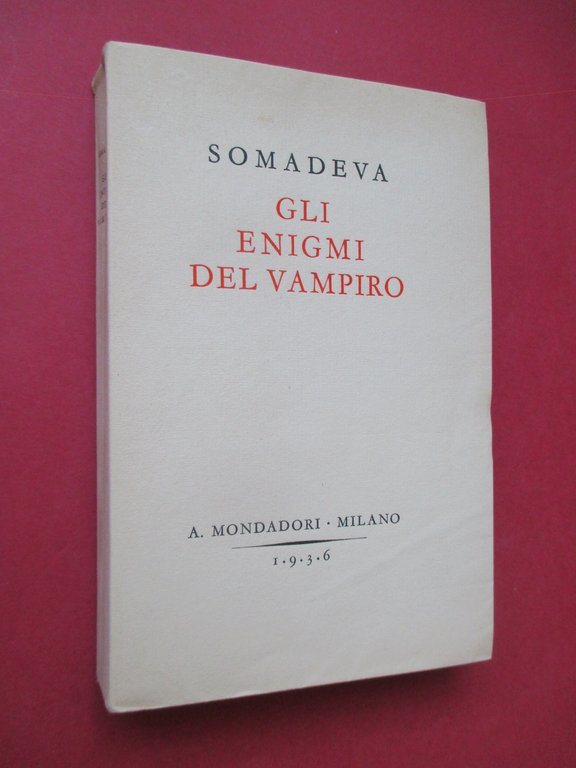 SOMADEVA
GLI
ENIGMI
DEL VAMPIRO
A. MONDADORI · MILANO
1·9·3·6